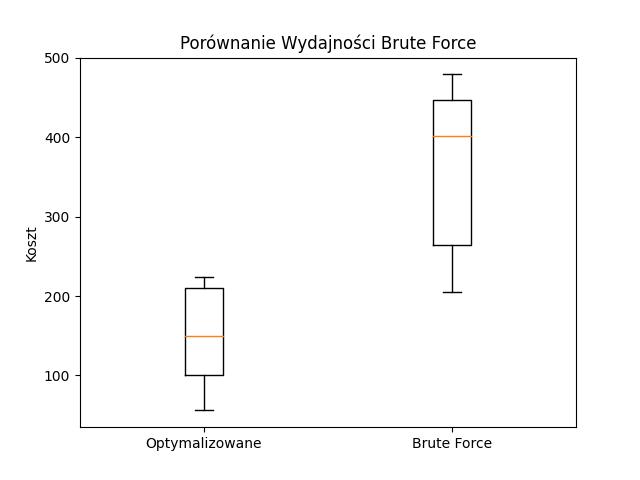 Porównanie Wydajności Brute Force
Koszt
500
400
300
200
100
Optymalizowane
Brute Force